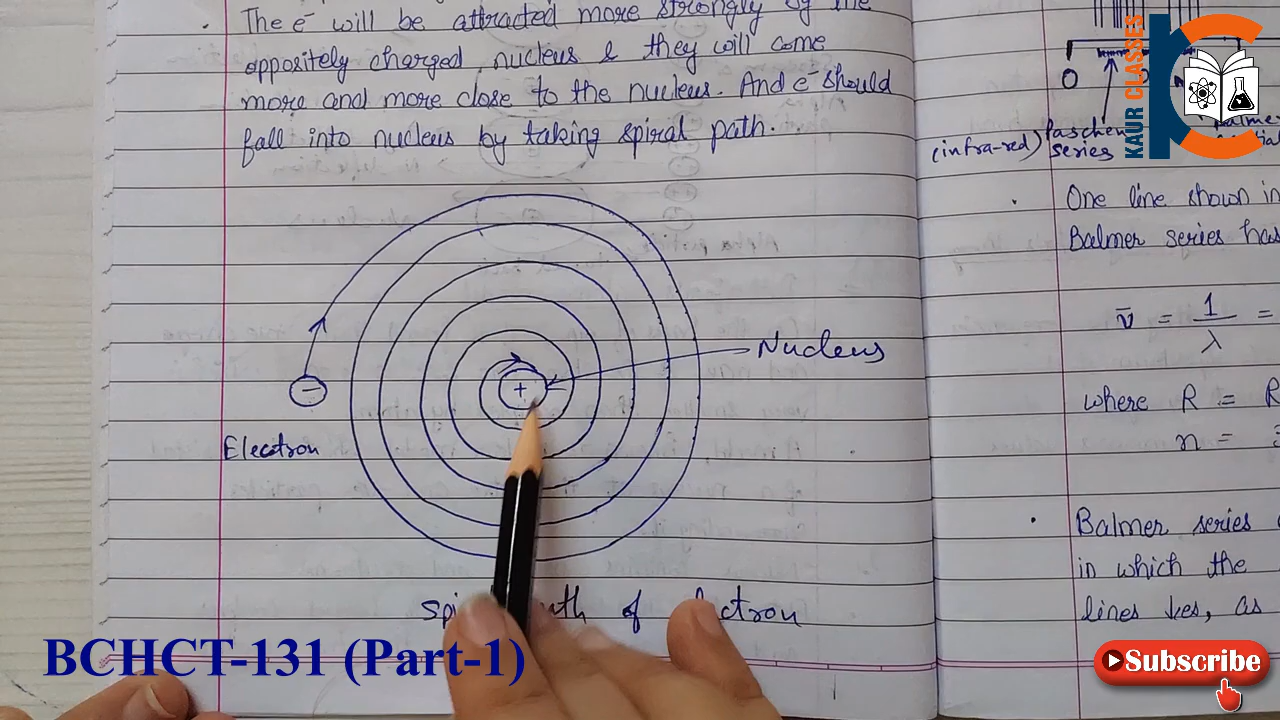 The e⁻ will be attracted more strongly by the
oppositely charged nucleus & they will come
more and more close to the nucleus. And e⁻ should
fall into nucleus by taking spiral path.
Nucleus
+
−
Electron
path of electron
BCHCT-131 (Part-1)
KAUR CLASSES
0
(infra-red) Paschen
series
One line shown in
Balmer series has
ν̄ = 1/λ =
where R = R
n =
Balmer series
in which the
lines lies, as
Subscribe